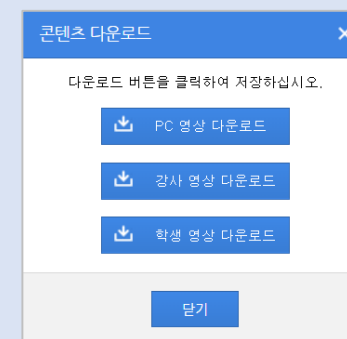 콘텐츠 다운로드
다운로드 버튼을 클릭하여 저장하십시오.
PC 영상 다운로드
강사 영상 다운로드
학생 영상 다운로드
닫기